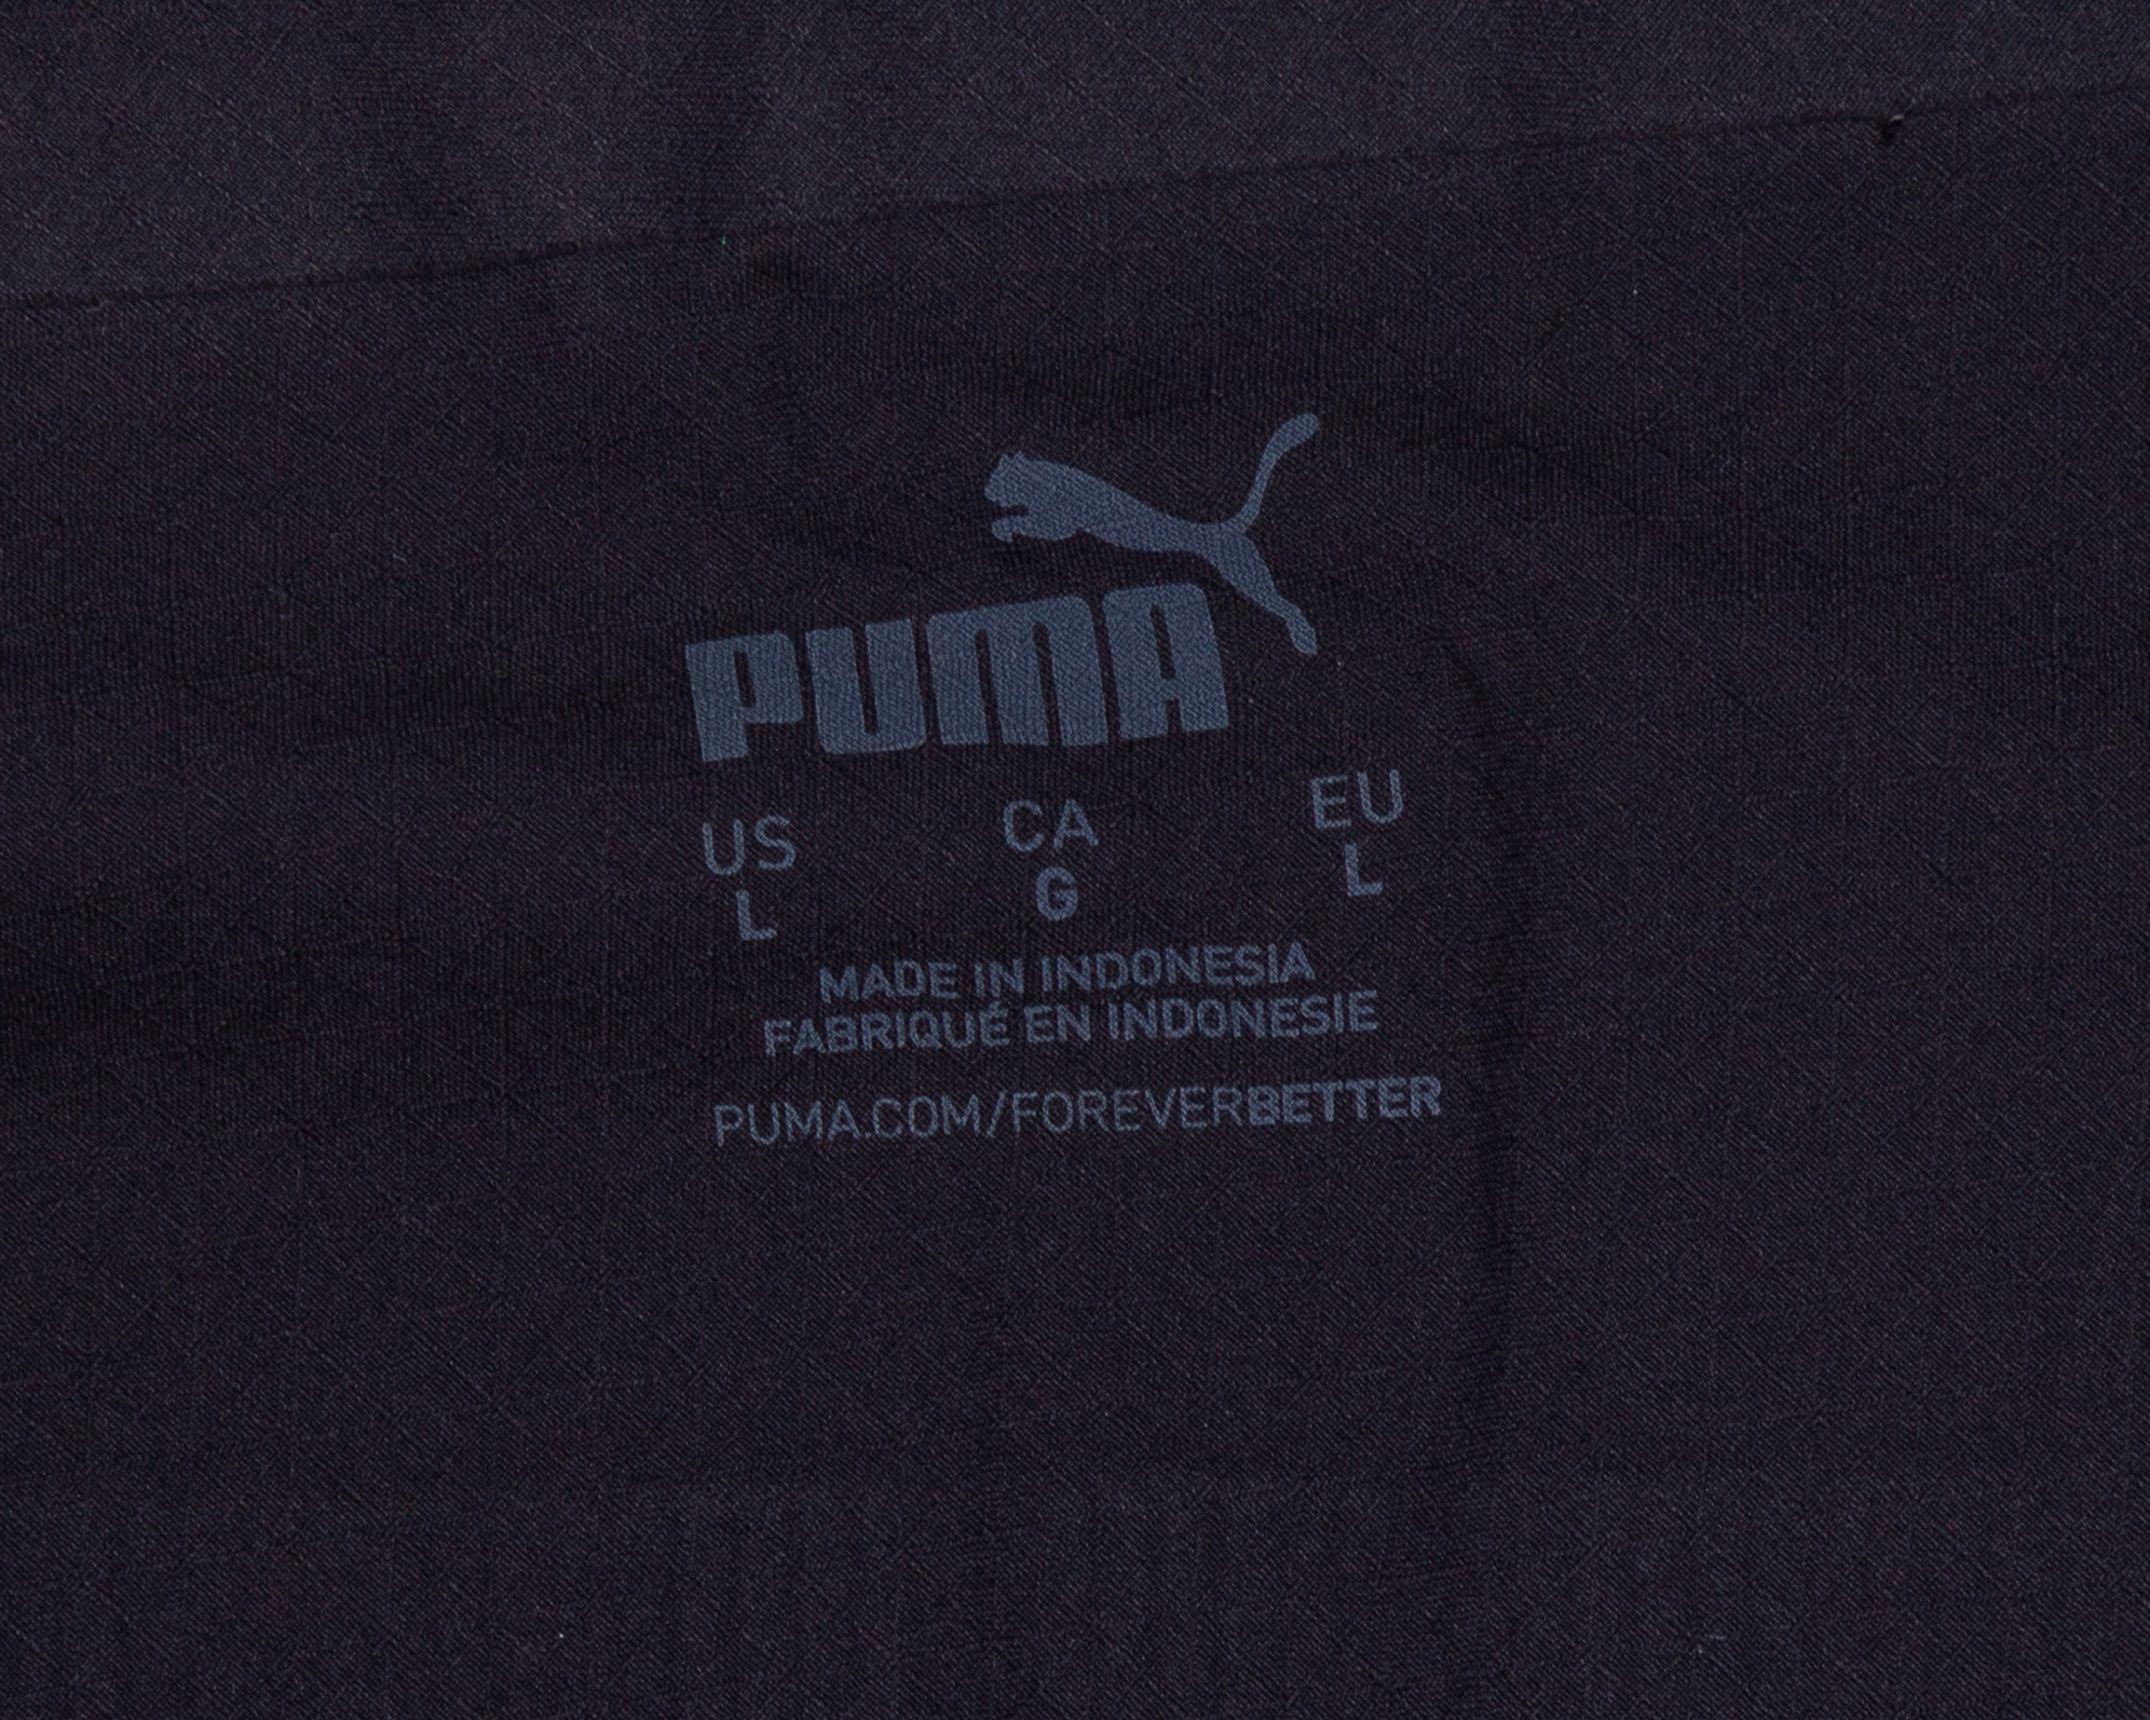 PUMA
US CA EU
L G L
MADE IN INDONESIA
FABRIQUÉ EN INDONESIE
PUMA.COM/FOREVERBETTER